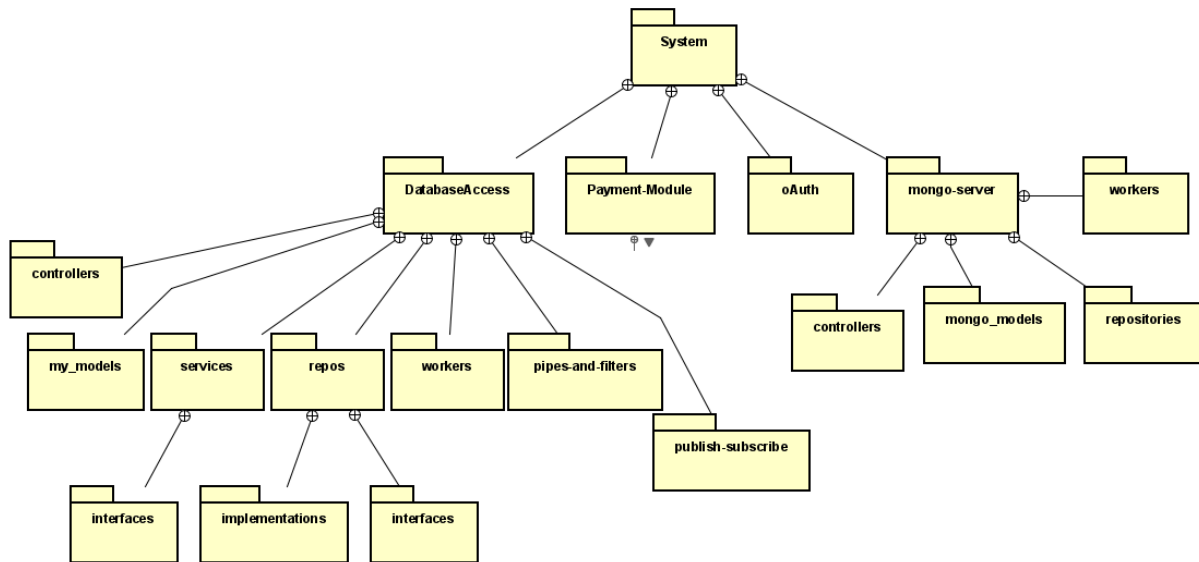 System
DatabaseAccess
Payment-Module
oAuth
mongo-server
workers
controllers
controllers
mongo_models
repositories
my_models
services
repos
workers
pipes-and-filters
publish-subscribe
interfaces
implementations
interfaces